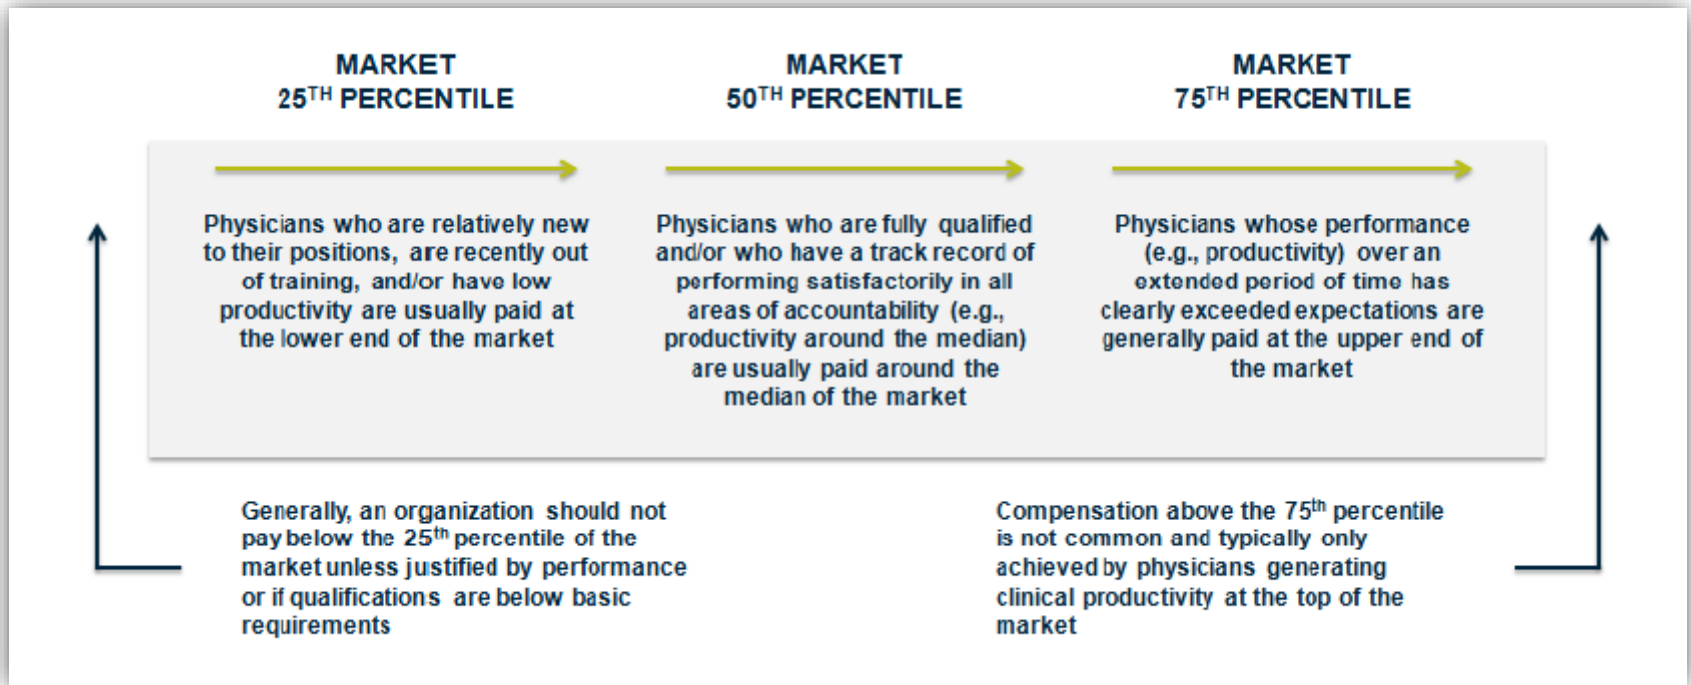 MARKET
25TH PERCENTILE
MARKET
50TH PERCENTILE
MARKET
75TH PERCENTILE
Physicians who are relatively new
to their positions, are recently out
of training, and/or have low
productivity are usually paid at
the lower end of the market
Physicians who are fully qualified
and/or who have a track record of
performing satisfactorily in all
areas of accountability (e.g.,
productivity around the median)
are usually paid around the
median of the market
Physicians whose performance
(e.g., productivity) over an
extended period of time has
clearly exceeded expectations are
generally paid at the upper end of
the market
Generally, an organization should not
pay below the 25th percentile of the
market unless justified by performance
or if qualifications are below basic
requirements
Compensation above the 75th percentile
is not common and typically only
achieved by physicians generating
clinical productivity at the top of the
market